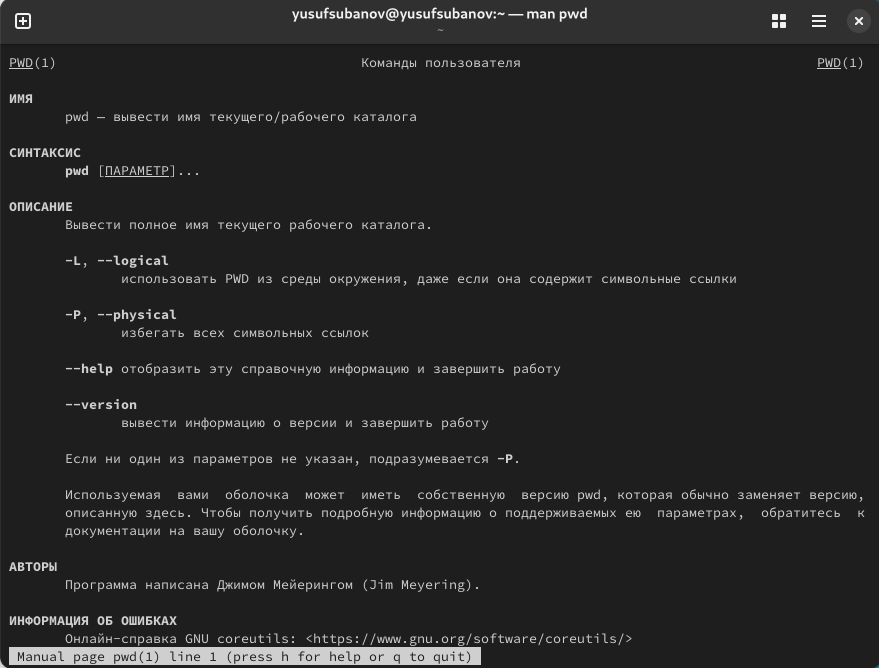 yusufsubanov@yusufsubanov:~ — man pwd
~
PWD(1) Команды пользователя PWD(1)
ИМЯ
pwd — вывести имя текущего/рабочего каталога
СИНТАКСИС
pwd [ПАРАМЕТР]...
ОПИСАНИЕ
Вывести полное имя текущего рабочего каталога.
-L, --logical
использовать PWD из среды окружения, даже если она содержит символьные ссылки
-P, --physical
избегать всех символьных ссылок
--help отобразить эту справочную информацию и завершить работу
--version
вывести информацию о версии и завершить работу
Если ни один из параметров не указан, подразумевается -P.
Используемая вами оболочка может иметь собственную версию pwd, которая обычно заменяет версию,
описанную здесь. Чтобы получить подробную информацию о поддерживаемых ею параметрах, обратитесь к
документации на вашу оболочку.
АВТОРЫ
Программа написана Джимом Мейерингом (Jim Meyering).
ИНФОРМАЦИЯ ОБ ОШИБКАХ
Онлайн-справка GNU coreutils: <https://www.gnu.org/software/coreutils/>
Manual page pwd(1) line 1 (press h for help or q to quit)